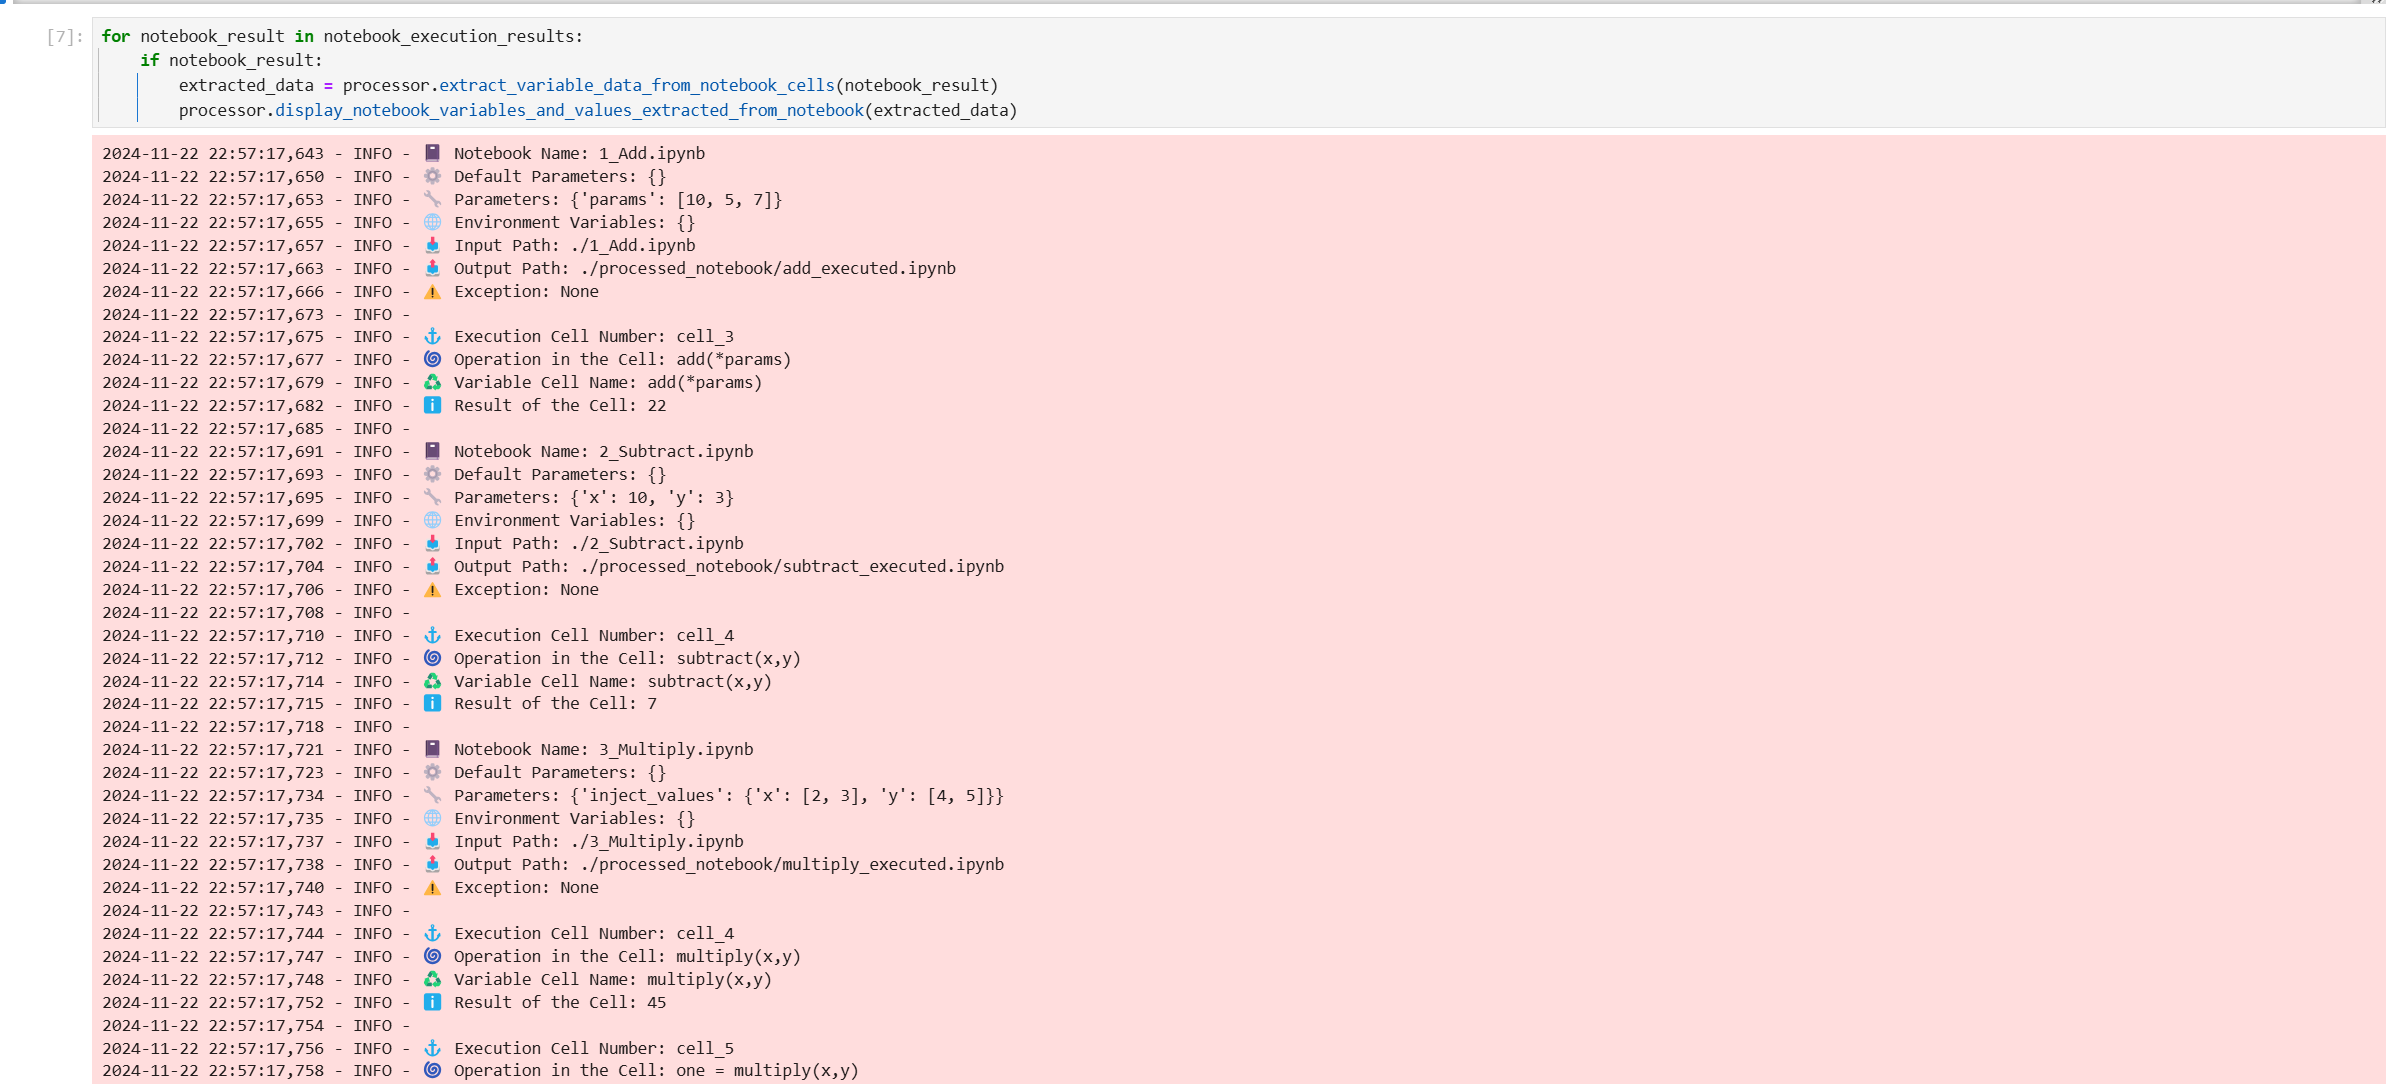 [7]: for notebook_result in notebook_execution_results:
    if notebook_result:
        extracted_data = processor.extract_variable_data_from_notebook_cells(notebook_result)
        processor.display_notebook_variables_and_values_extracted_from_notebook(extracted_data)
2024-11-22 22:57:17,643 - INFO - Notebook Name: 1_Add.ipynb
2024-11-22 22:57:17,650 - INFO - Default Parameters: {}
2024-11-22 22:57:17,653 - INFO - Parameters: {'params': [10, 5, 7]}
2024-11-22 22:57:17,655 - INFO - Environment Variables: {}
2024-11-22 22:57:17,657 - INFO - Input Path: ./1_Add.ipynb
2024-11-22 22:57:17,663 - INFO - Output Path: ./processed_notebook/add_executed.ipynb
2024-11-22 22:57:17,666 - INFO - Exception: None
2024-11-22 22:57:17,673 - INFO -
2024-11-22 22:57:17,675 - INFO - Execution Cell Number: cell_3
2024-11-22 22:57:17,677 - INFO - Operation in the Cell: add(*params)
2024-11-22 22:57:17,679 - INFO - Variable Cell Name: add(*params)
2024-11-22 22:57:17,682 - INFO - Result of the Cell: 22
2024-11-22 22:57:17,685 - INFO -
2024-11-22 22:57:17,691 - INFO - Notebook Name: 2_Subtract.ipynb
2024-11-22 22:57:17,693 - INFO - Default Parameters: {}
2024-11-22 22:57:17,695 - INFO - Parameters: {'x': 10, 'y': 3}
2024-11-22 22:57:17,699 - INFO - Environment Variables: {}
2024-11-22 22:57:17,702 - INFO - Input Path: ./2_Subtract.ipynb
2024-11-22 22:57:17,704 - INFO - Output Path: ./processed_notebook/subtract_executed.ipynb
2024-11-22 22:57:17,706 - INFO - Exception: None
2024-11-22 22:57:17,708 - INFO -
2024-11-22 22:57:17,710 - INFO - Execution Cell Number: cell_4
2024-11-22 22:57:17,712 - INFO - Operation in the Cell: subtract(x,y)
2024-11-22 22:57:17,714 - INFO - Variable Cell Name: subtract(x,y)
2024-11-22 22:57:17,715 - INFO - Result of the Cell: 7
2024-11-22 22:57:17,718 - INFO -
2024-11-22 22:57:17,721 - INFO - Notebook Name: 3_Multiply.ipynb
2024-11-22 22:57:17,723 - INFO - Default Parameters: {}
2024-11-22 22:57:17,734 - INFO - Parameters: {'inject_values': {'x': [2, 3], 'y': [4, 5]}}
2024-11-22 22:57:17,735 - INFO - Environment Variables: {}
2024-11-22 22:57:17,737 - INFO - Input Path: ./3_Multiply.ipynb
2024-11-22 22:57:17,738 - INFO - Output Path: ./processed_notebook/multiply_executed.ipynb
2024-11-22 22:57:17,740 - INFO - Exception: None
2024-11-22 22:57:17,743 - INFO -
2024-11-22 22:57:17,744 - INFO - Execution Cell Number: cell_4
2024-11-22 22:57:17,747 - INFO - Operation in the Cell: multiply(x,y)
2024-11-22 22:57:17,748 - INFO - Variable Cell Name: multiply(x,y)
2024-11-22 22:57:17,752 - INFO - Result of the Cell: 45
2024-11-22 22:57:17,754 - INFO -
2024-11-22 22:57:17,756 - INFO - Execution Cell Number: cell_5
2024-11-22 22:57:17,758 - INFO - Operation in the Cell: one = multiply(x,y)